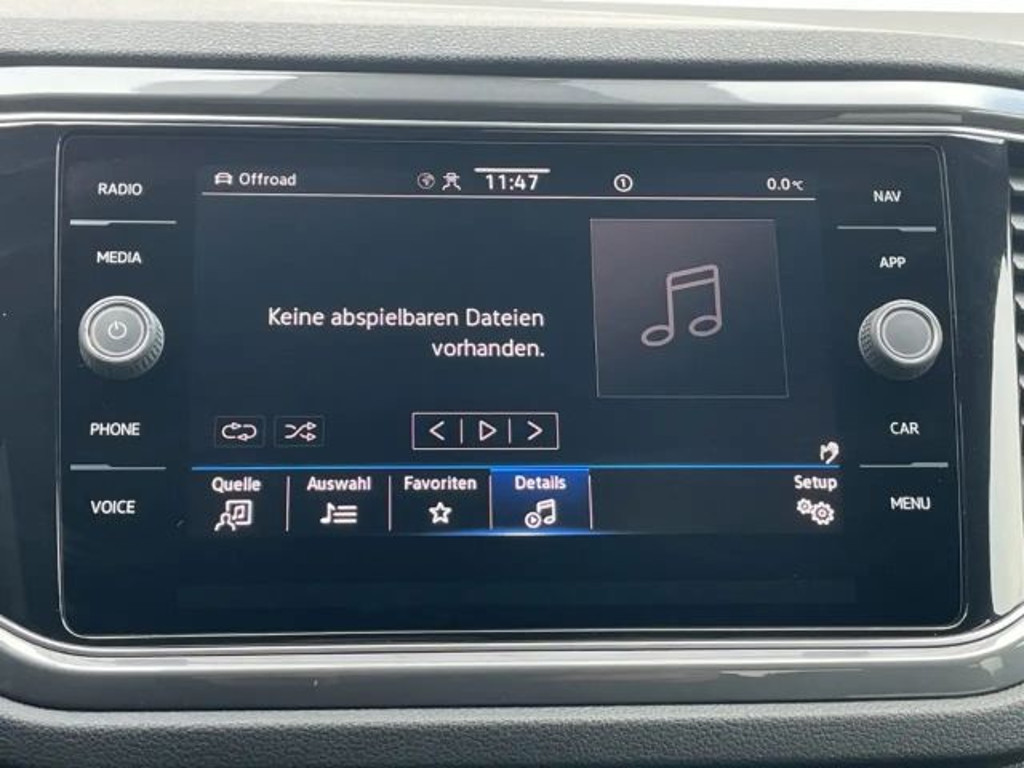 RADIO
MEDIA
PHONE
VOICE
Offroad
11:47
1
0.0°C
Keine abspielbaren Dateien
vorhanden.
Quelle
Auswahl
Favoriten
Details
Setup
NAV
APP
CAR
MENU